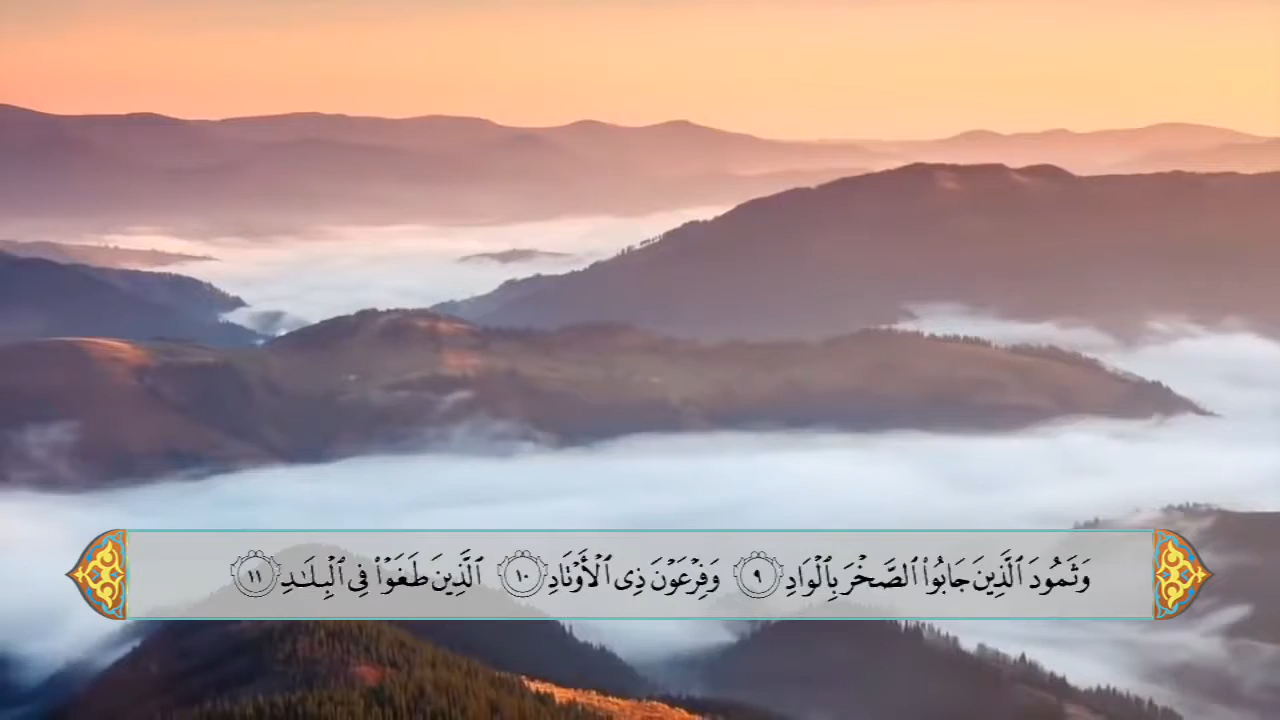 وَثَمُودَ ٱلَّذِينَ جَابُوا۟ ٱلصَّخْرَ بِٱلْوَادِ ٩ وَفِرْعَوْنَ ذِى ٱلْأَوْتَادِ ١٠ ٱلَّذِينَ طَغَوْا۟ فِى ٱلْبِلَـٰدِ ١١